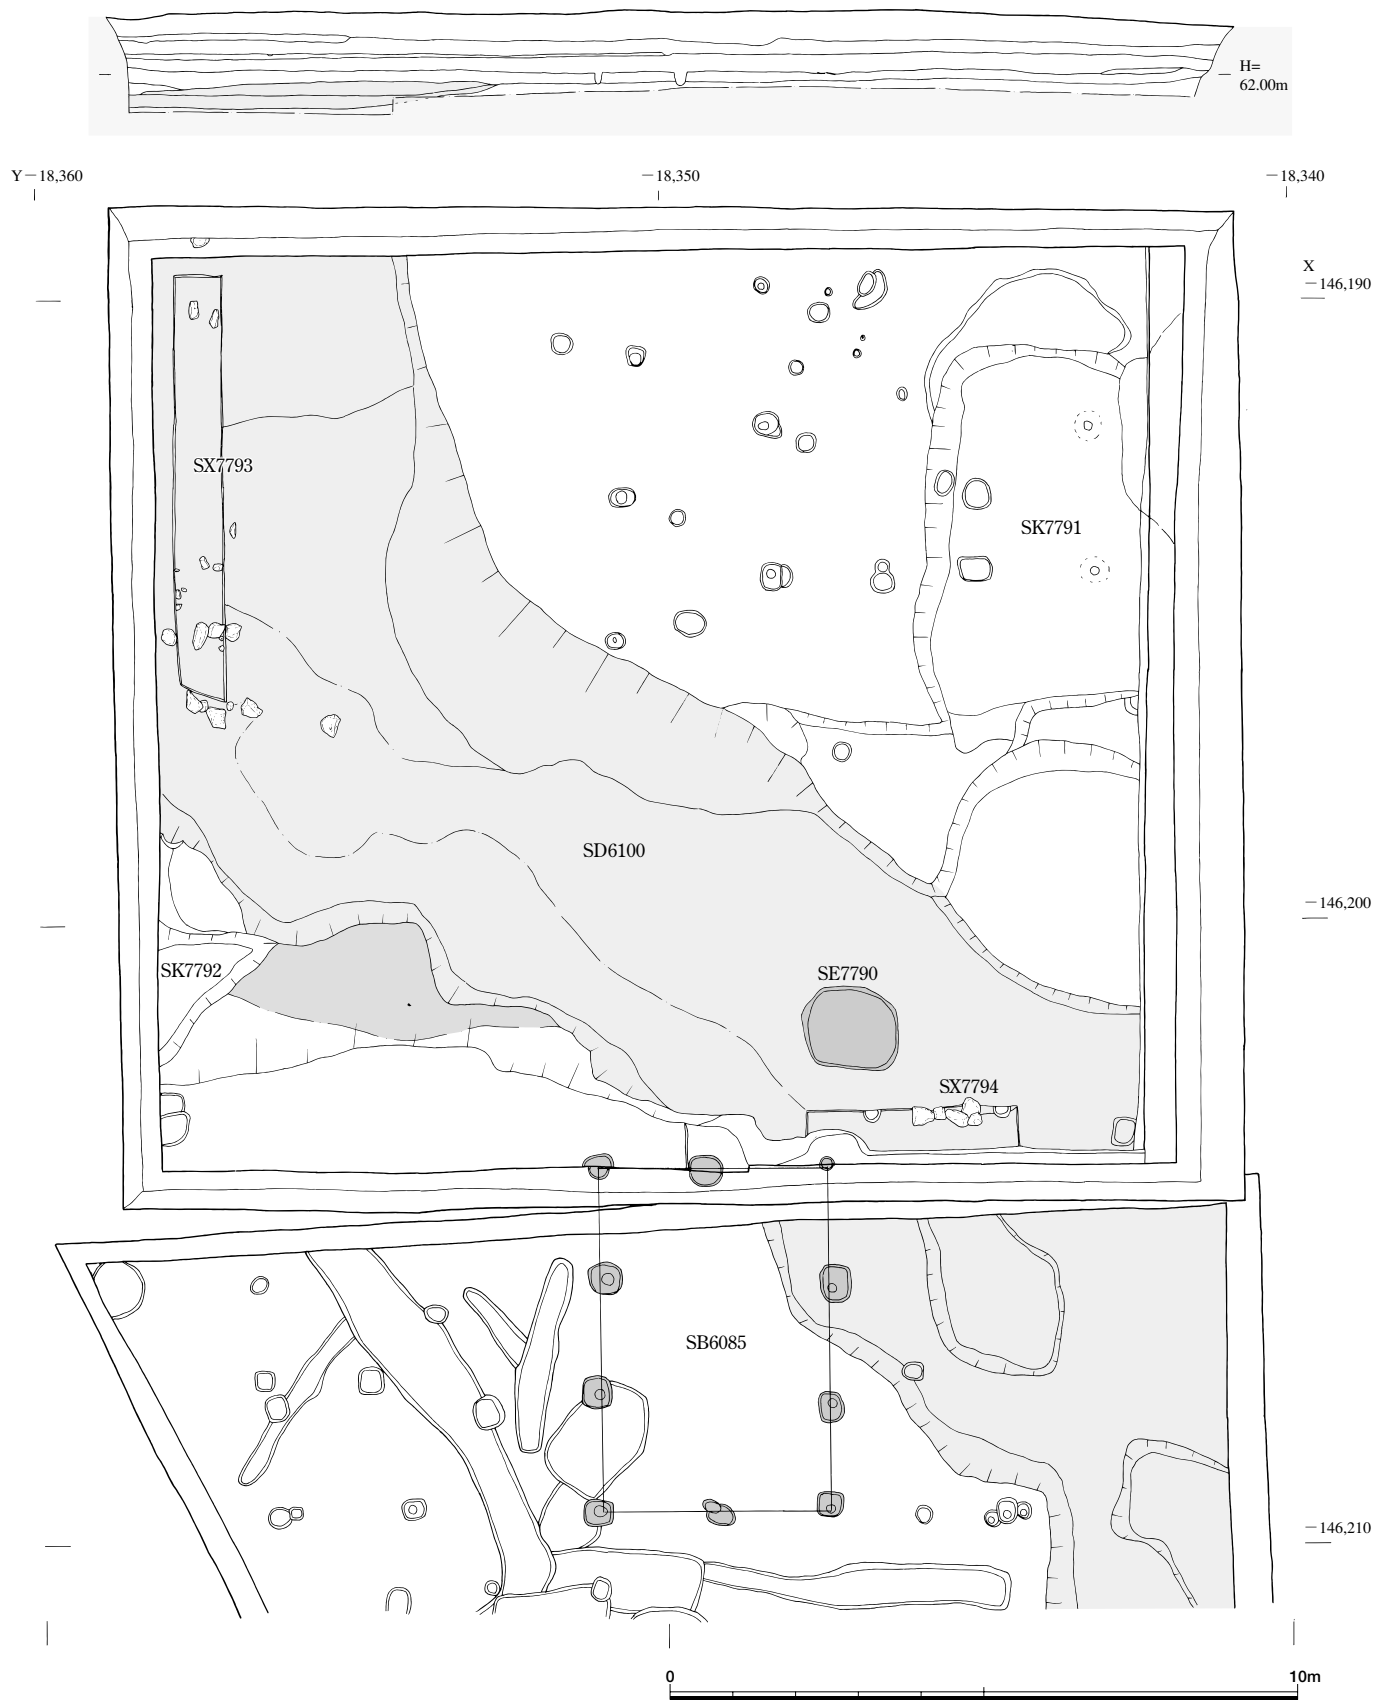 H=
62.00m
Y－18,360
－18,350
－18,340
X
－146,190
SX7793
SK7791
SD6100
－146,200
SK7792
SE7790
SX7794
SB6085
－146,210
0
10m